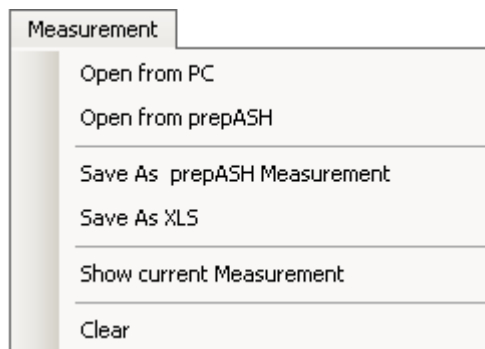 Measurement
Open from PC
Open from prepASH
Save As  prepASH Measurement
Save As XLS
Show current Measurement
Clear